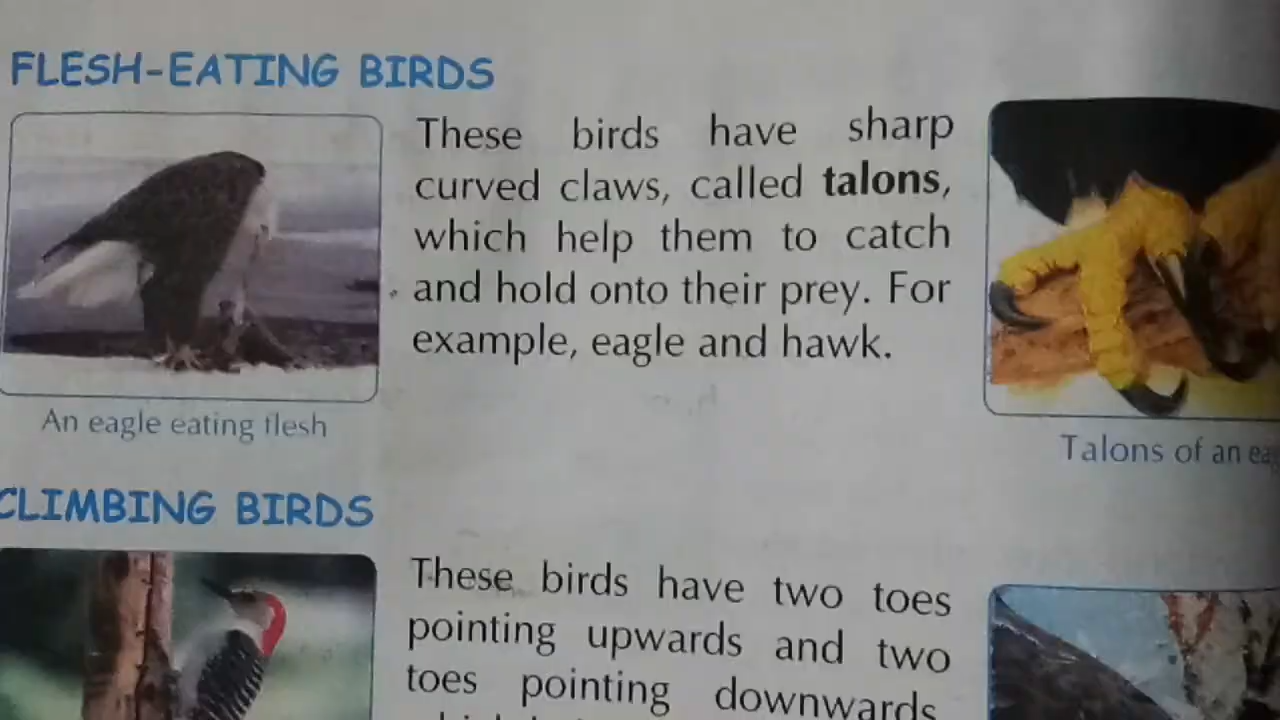 FLESH-EATING BIRDS
These birds have sharp
curved claws, called talons,
which help them to catch
and hold onto their prey. For
example, eagle and hawk.
An eagle eating flesh
Talons of an
CLIMBING BIRDS
These birds have two toes
pointing upwards and two
toes pointing downwards,